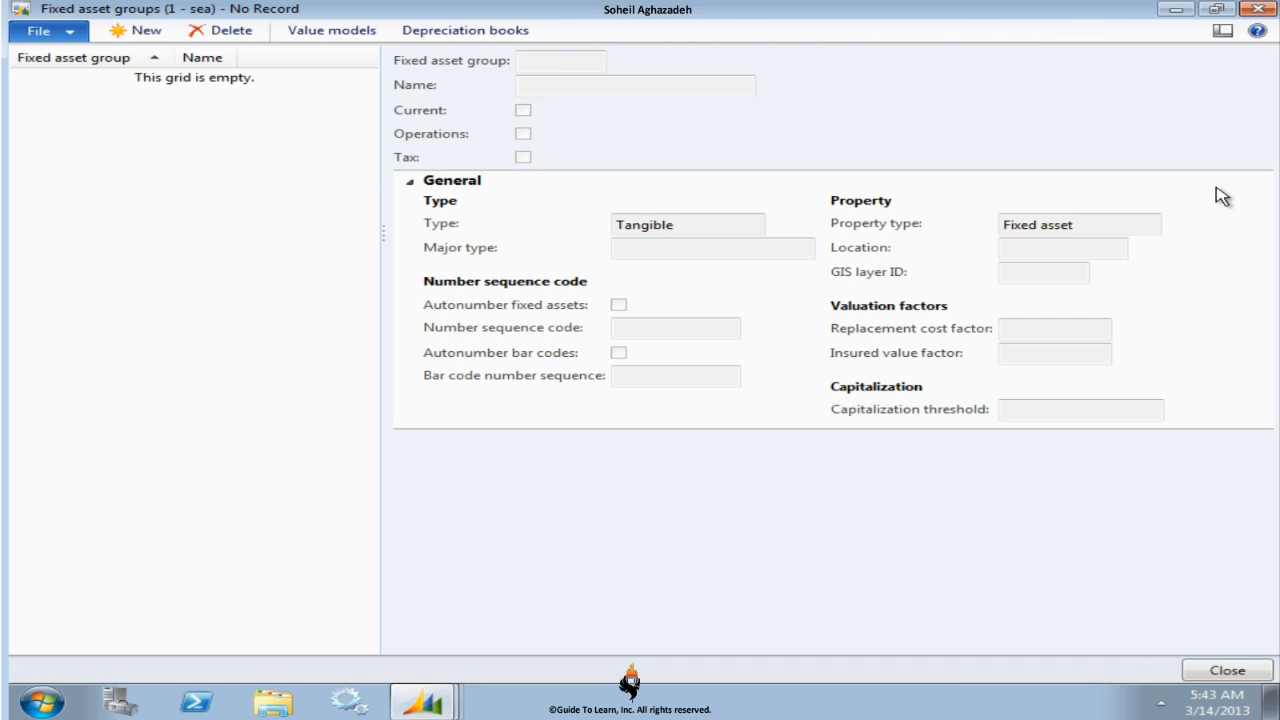 Fixed asset groups (1 - sea) - No Record
Soheil Aghazadeh
File New Delete Value models Depreciation books
Fixed asset group Name
This grid is empty.
Fixed asset group:
Name:
Current:
Operations:
Tax:
General
Type
Type: Tangible
Major type:
Number sequence code
Autonumber fixed assets:
Number sequence code:
Autonumber bar codes:
Bar code number sequence:
Property
Property type: Fixed asset
Location:
GIS layer ID:
Valuation factors
Replacement cost factor:
Insured value factor:
Capitalization
Capitalization threshold:
Close
5:43 AM
3/14/2013
©Guide To Learn, Inc. All rights reserved.